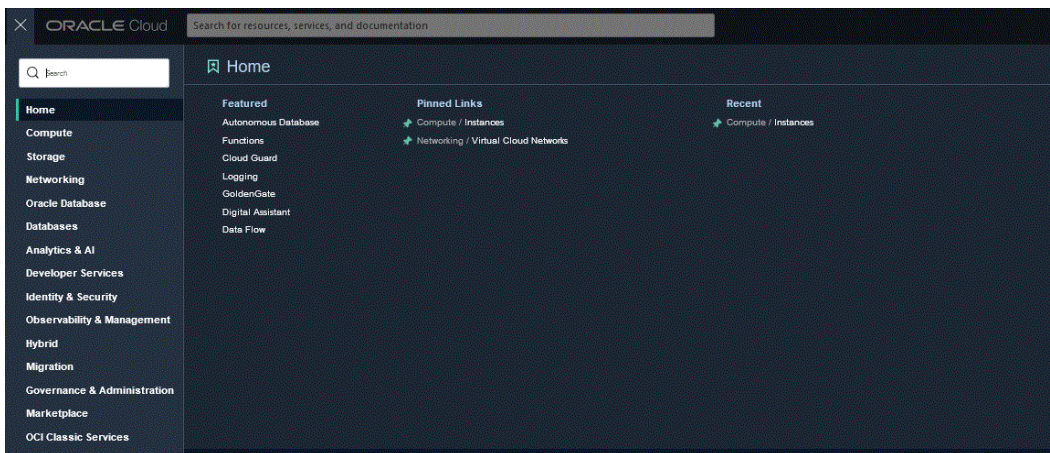 ORACLE Cloud
Search for resources, services, and documentation
Search
Home
Compute
Storage
Networking
Oracle Database
Databases
Analytics & AI
Developer Services
Identity & Security
Observability & Management
Hybrid
Migration
Governance & Administration
Marketplace
OCI Classic Services
Home
Featured
Autonomous Database
Functions
Cloud Guard
Logging
GoldenGate
Digital Assistant
Data Flow
Pinned Links
Compute / Instances
Networking / Virtual Cloud Networks
Recent
Compute / Instances